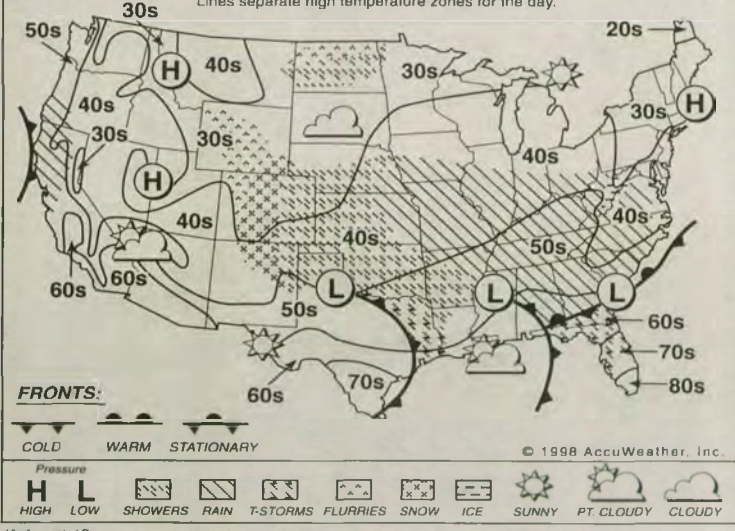 Lines separate high temperature zones for the day.
30s
50s
20s
H
40s
30s
H
40s
30s
30s
30s
40s
H
40s
40s
40s
50s
60s
60s
L
50s
L
L
60s
70s
60s
70s
80s
FRONTS:
COLD
WARM
STATIONARY
© 1998 AccuWeather, Inc.
Pressure
H
L
HIGH
LOW
SHOWERS
RAIN
T-STORMS
FLURRIES
SNOW
ICE
SUNNY
PT. CLOUDY
CLOUDY